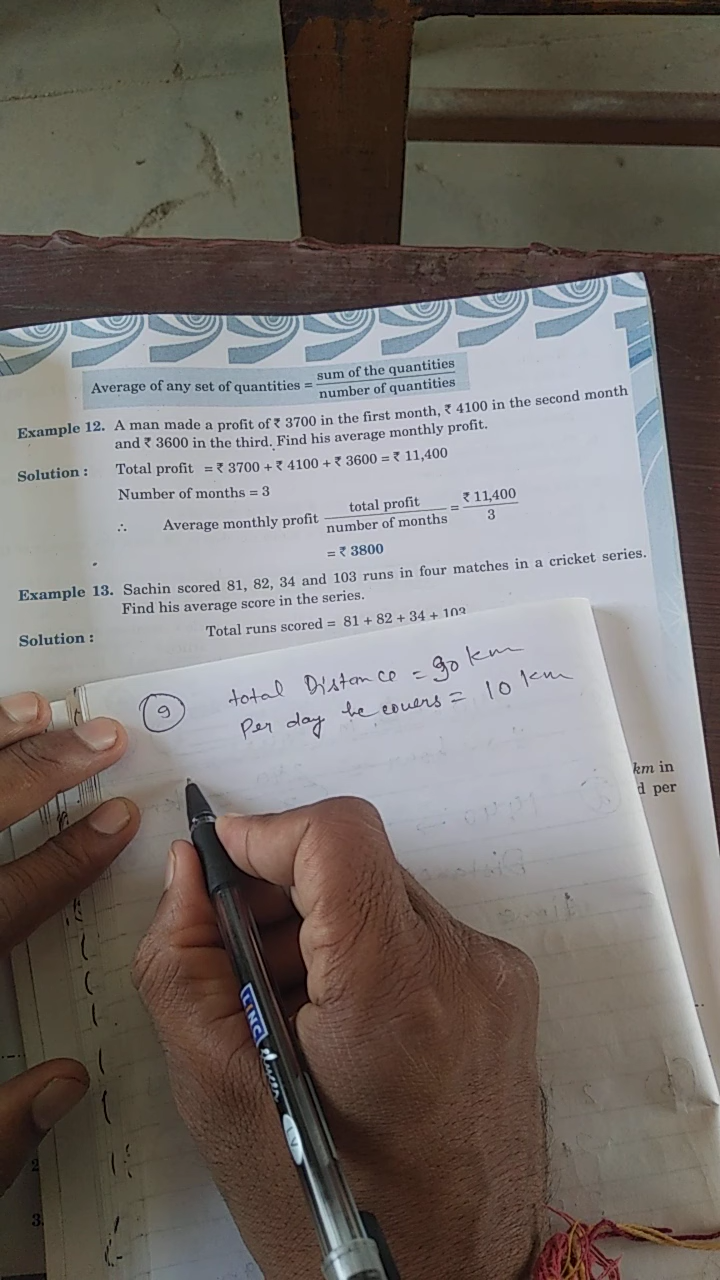 Average of any set of quantities = sum of the quantities / number of quantities
Example 12. A man made a profit of ₹ 3700 in the first month, ₹ 4100 in the second month
and ₹ 3600 in the third. Find his average monthly profit.
Solution : Total profit = ₹ 3700 + ₹ 4100 + ₹ 3600 = ₹ 11,400
Number of months = 3
∴ Average monthly profit total profit / number of months = ₹ 11,400 / 3
= ₹ 3800
Example 13. Sachin scored 81, 82, 34 and 103 runs in four matches in a cricket series.
Find his average score in the series.
Solution : Total runs scored = 81 + 82 + 34 + 103
9 total Distance = 90 km
Per day he covers = 10 km
km in
d per
LINC
3.